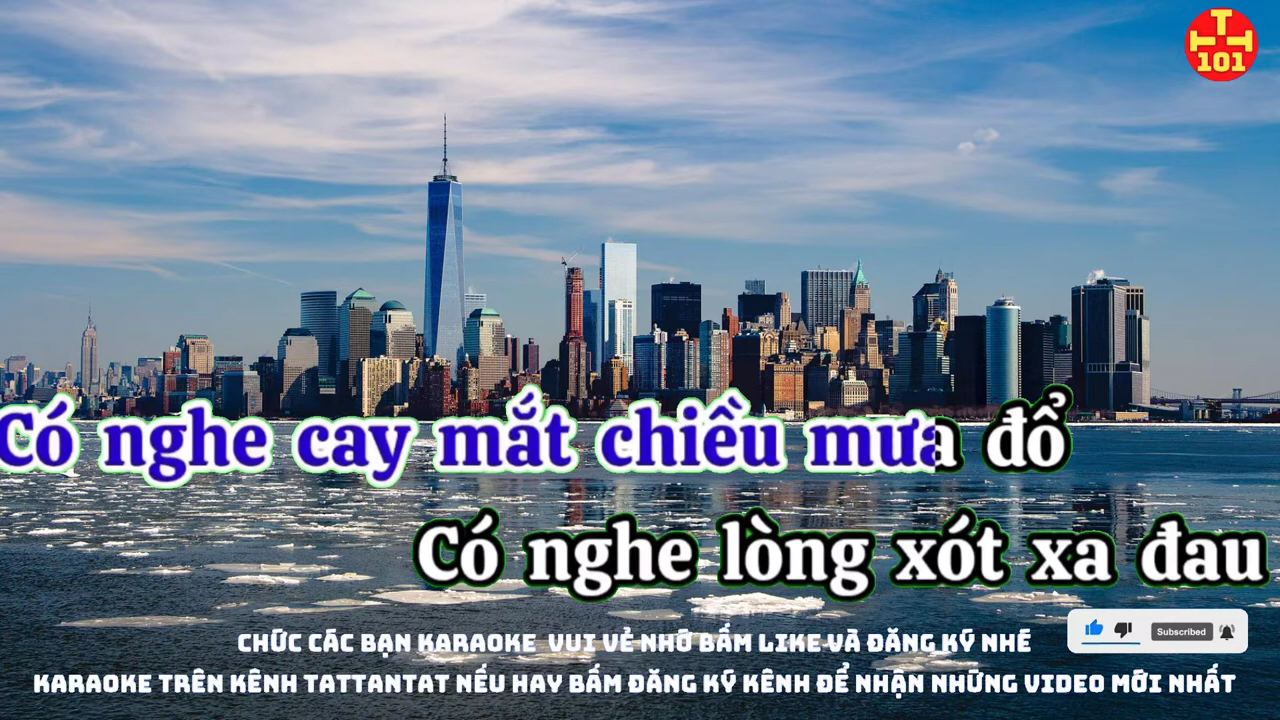 T
TT
101
Có nghe cay mắt chiều mưa đổ
Có nghe lòng xót xa đau
CHÚC CÁC BẠN KARAOKE VUI VẺ NHỚ BẤM LIKE VÀ ĐĂNG KÝ NHÉ
Subscribed
KARAOKE TRÊN KÊNH TATTANTAT NẾU HAY BẤM ĐĂNG KÝ KÊNH ĐỂ NHẬN NHỮNG VIDEO MỚI NHẤT